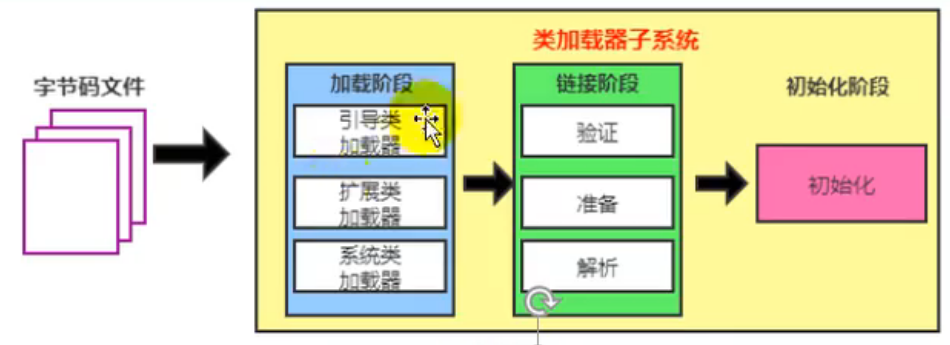 类加载器子系统
字节码文件
加载阶段
引导类
加载器
扩展类
加载器
系统类
加载器
链接阶段
验证
准备
解析
初始化阶段
初始化